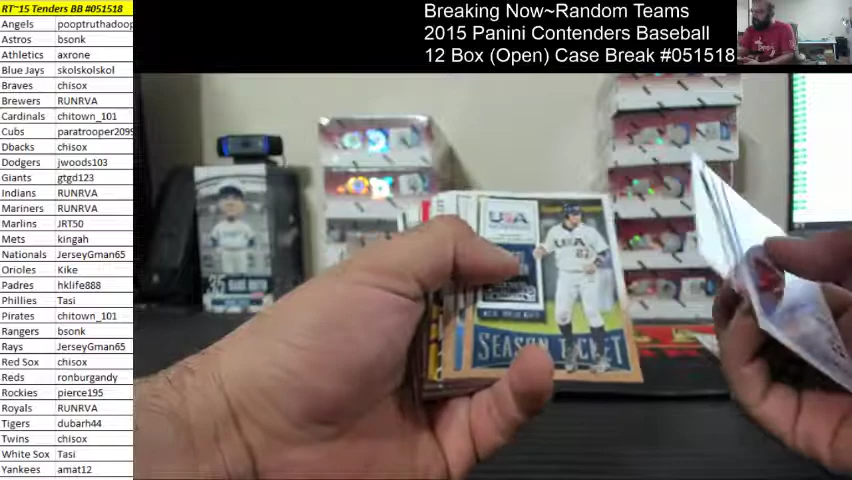 RT~15 Tenders BB #051518
Angels pooptruthadoop
Astros bsonk
Athletics axrone
Blue Jays skolskolskol
Braves chisox
Brewers RUNRVA
Cardinals chitown_101
Cubs paratrooper2099
Dbacks chisox
Dodgers jwoods103
Giants gtgd123
Indians RUNRVA
Mariners RUNRVA
Marlins JRT50
Mets kingah
Nationals JerseyGman65
Orioles Kike
Padres hklife888
Phillies Tasi
Pirates chitown_101
Rangers bsonk
Rays JerseyGman65
Red Sox chisox
Reds ronburgandy
Rockies pierce195
Royals RUNRVA
Tigers dubarh44
Twins chisox
White Sox Tasi
Yankees amat12
Breaking Now~Random Teams
2015 Panini Contenders Baseball
12 Box (Open) Case Break #051518
USA
USA
SEASON TICKET
35